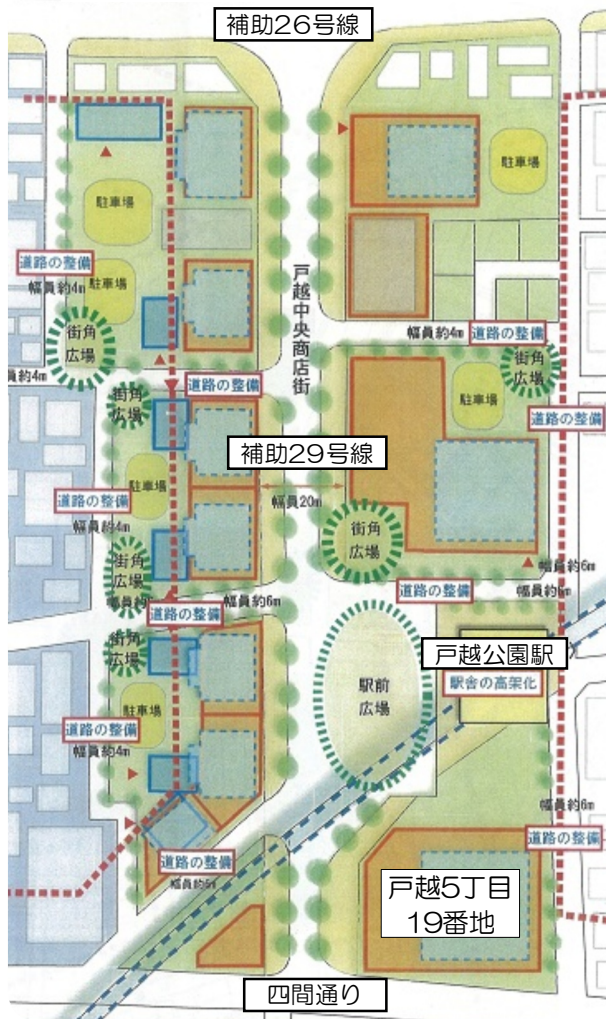 補助26号線
駐車場
駐車場
道路の整備
幅員約4m
駐車場
街角
広場
員約4m
戸越中央商店街
幅員約4m
道路の整備
街角
広場
駐車場
道路の整備
街角
広場
道路の整備
補助29号線
幅員20m
駐車場
道路の整備
幅員約4m
街角
広場
街角
広場
幅員約6m
道路の整備
幅員約6m
道路の整備
幅員約
道路の整備
街角
広場
戸越公園駅
駅舎の高架化
駅前
広場
駐車場
道路の整備
幅員約4m
幅員約6m
道路の整備
道路の整備
幅員約6m
戸越5丁目
19番地
四間通り